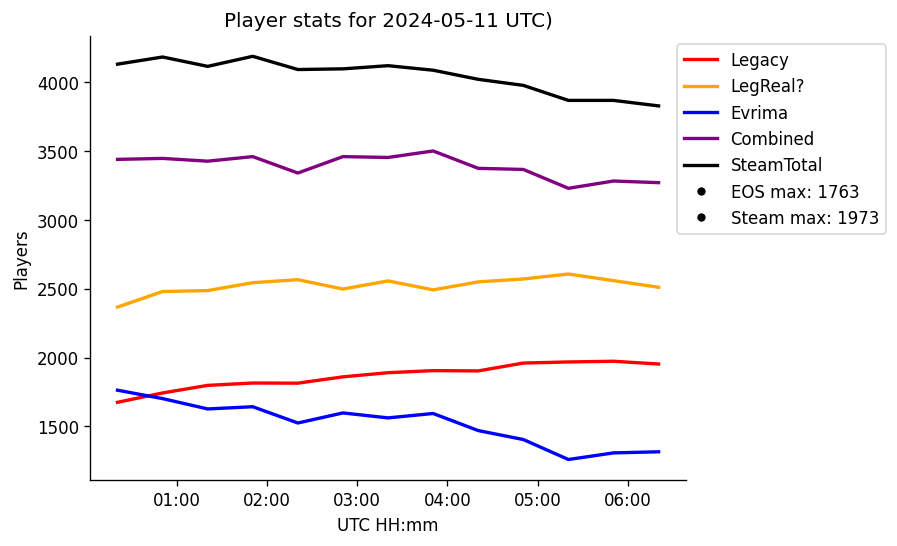 Player stats for 2024-05-11 UTC)
Legacy
LegReal?
Evrima
Combined
SteamTotal
EOS max: 1763
Steam max: 1973
Players
4000
3500
3000
2500
2000
1500
01:00 02:00 03:00 04:00 05:00 06:00
UTC HH:mm